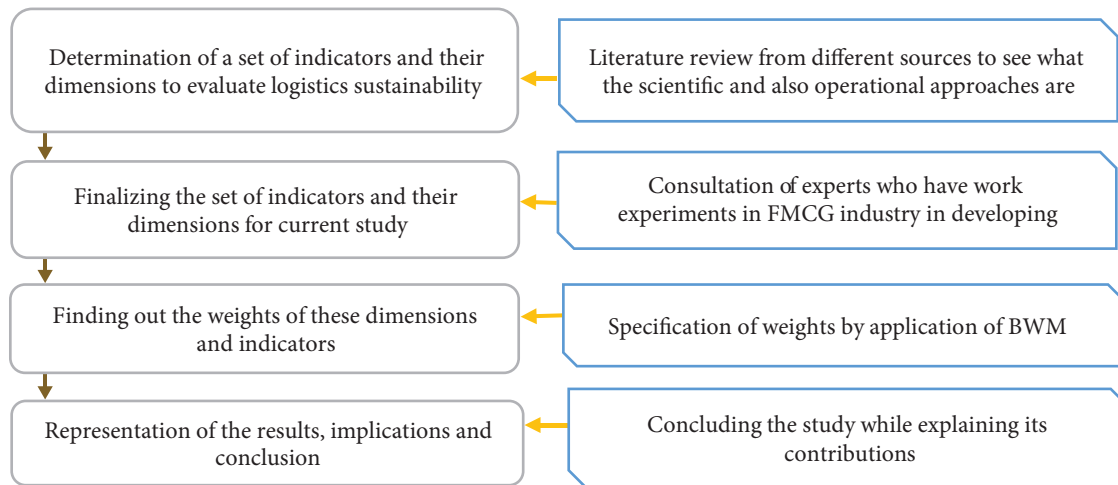 Determination of a set of indicators and their
dimensions to evaluate logistics sustainability
Literature review from different sources to see what
the scientific and also operational approaches are
Finalizing the set of indicators and their
dimensions for current study
Consultation of experts who have work
experiments in FMCG industry in developing
Finding out the weights of these dimensions
and indicators
Specification of weights by application of BWM
Representation of the results, implications and
conclusion
Concluding the study while explaining its
contributions